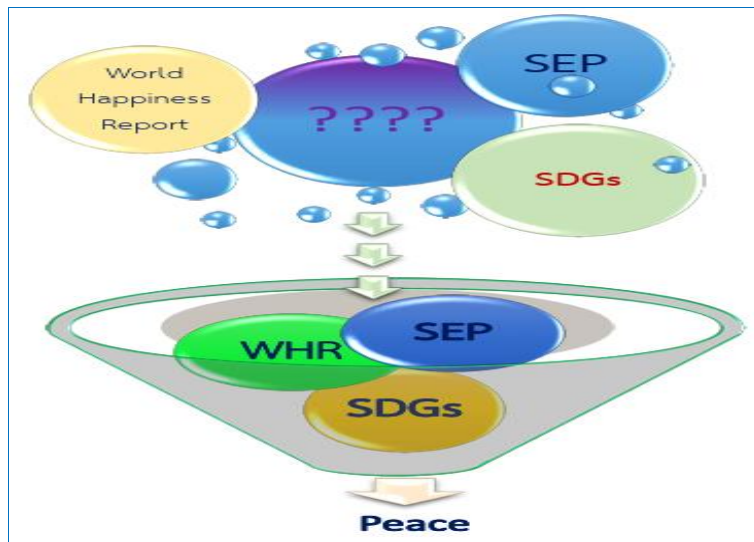 World
Happiness
Report
????
SEP
SDGs
WHR
SEP
SDGs
Peace